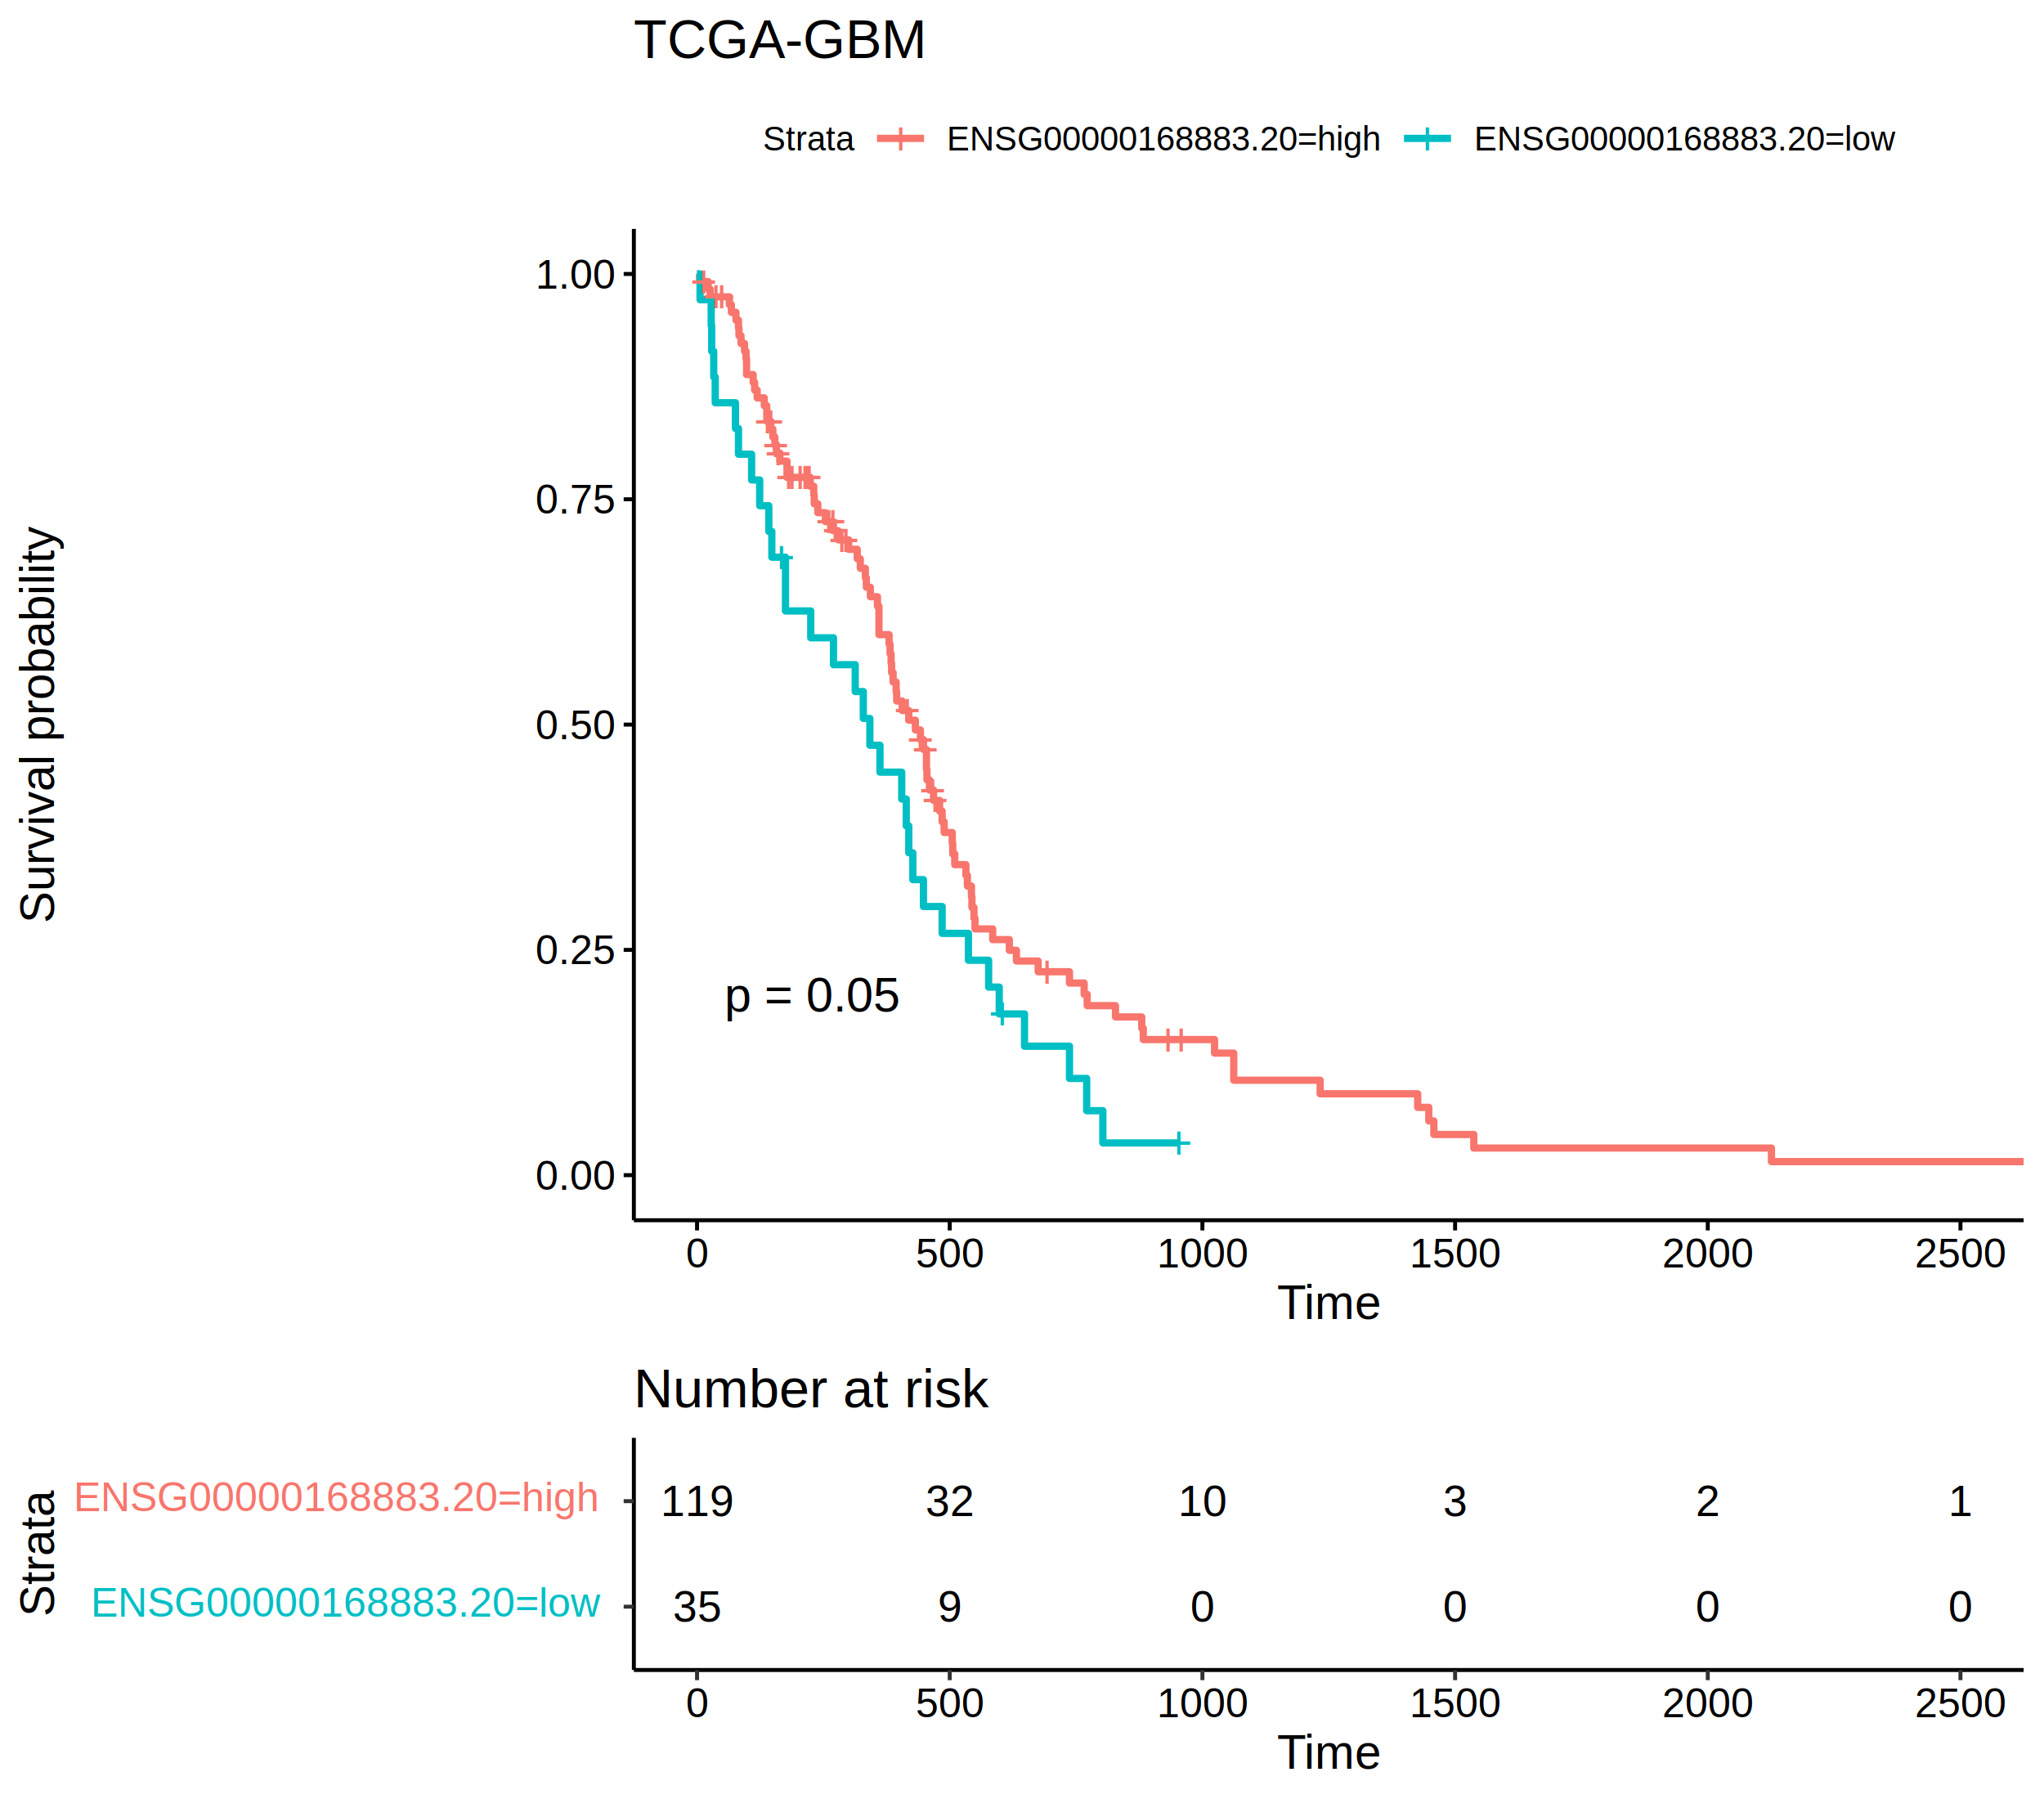 TCGA-GBM
Strata ENSG00000168883.20=high ENSG00000168883.20=low
Survival probability
1.00
0.75
0.50
0.25
0.00
p = 0.05
0 500 1000 1500 2000 2500
Time
Number at risk
Strata
ENSG00000168883.20=high 119 32 10 3 2 1
ENSG00000168883.20=low 35 9 0 0 0 0
0 500 1000 1500 2000 2500
Time